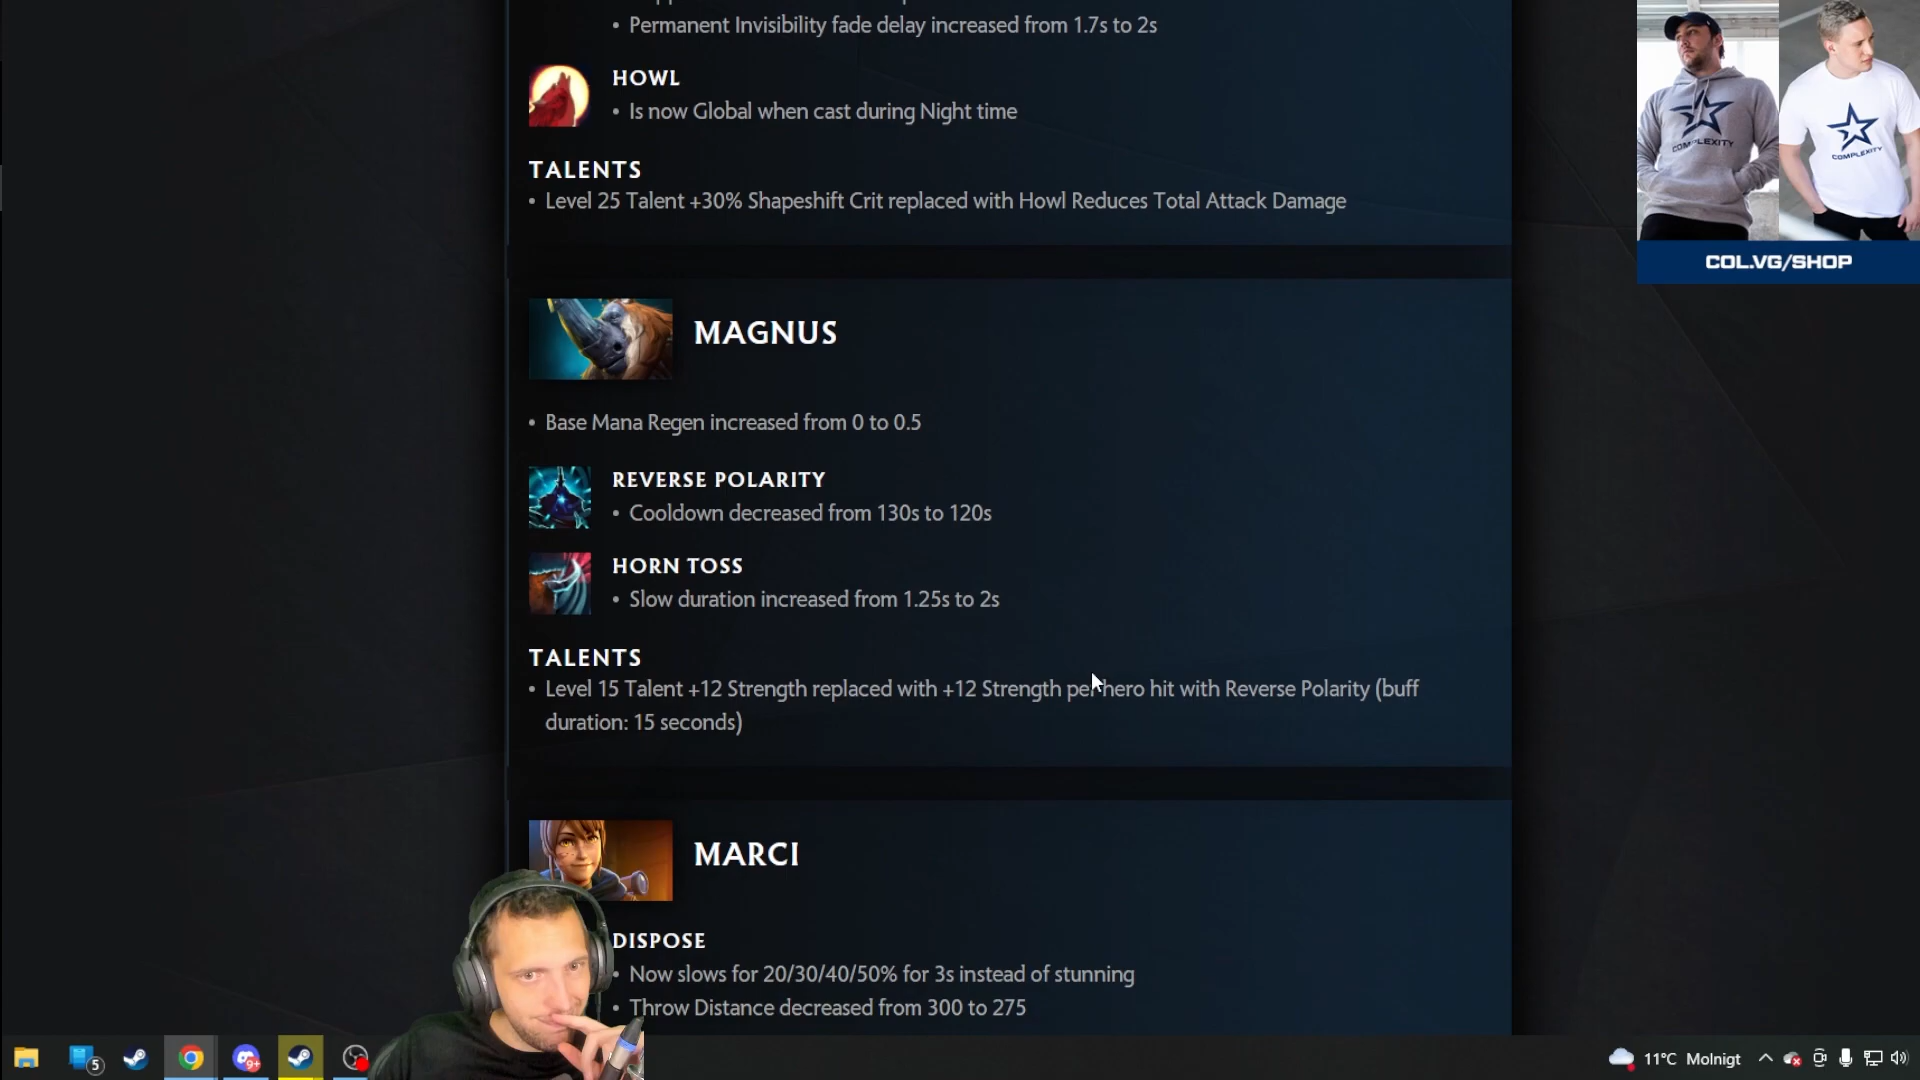 • Permanent Invisibility fade delay increased from 1.7s to 2s
HOWL
• Is now Global when cast during Night time
TALENTS
• Level 25 Talent +30% Shapeshift Crit replaced with Howl Reduces Total Attack Damage
MAGNUS
• Base Mana Regen increased from 0 to 0.5
REVERSE POLARITY
• Cooldown decreased from 130s to 120s
HORN TOSS
• Slow duration increased from 1.25s to 2s
TALENTS
• Level 15 Talent +12 Strength replaced with +12 Strength per hero hit with Reverse Polarity (buff
duration: 15 seconds)
MARCI
DISPOSE
• Now slows for 20/30/40/50% for 3s instead of stunning
• Throw Distance decreased from 300 to 275
COMPLEXITY
COMPLEXITY
COL.VG/SHOP
5
9+
11°C Molnigt